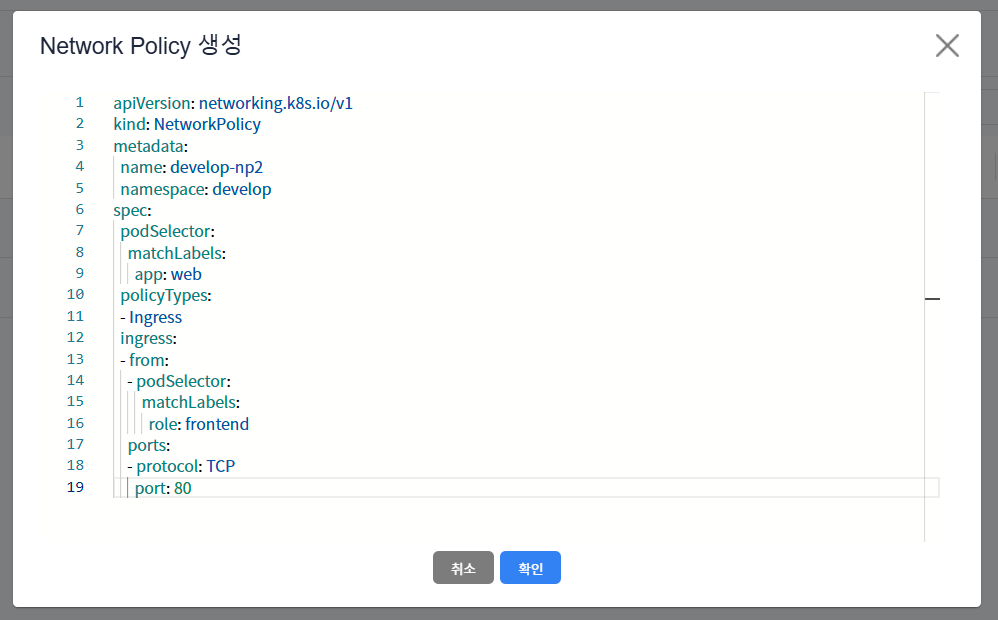 Network Policy 생성
1 apiVersion: networking.k8s.io/v1
2 kind: NetworkPolicy
3 metadata:
4   name: develop-np2
5   namespace: develop
6 spec:
7   podSelector:
8     matchLabels:
9       app: web
10   policyTypes:
11   - Ingress
12   ingress:
13   - from:
14     - podSelector:
15         matchLabels:
16           role: frontend
17     ports:
18     - protocol: TCP
19       port: 80
취소 확인